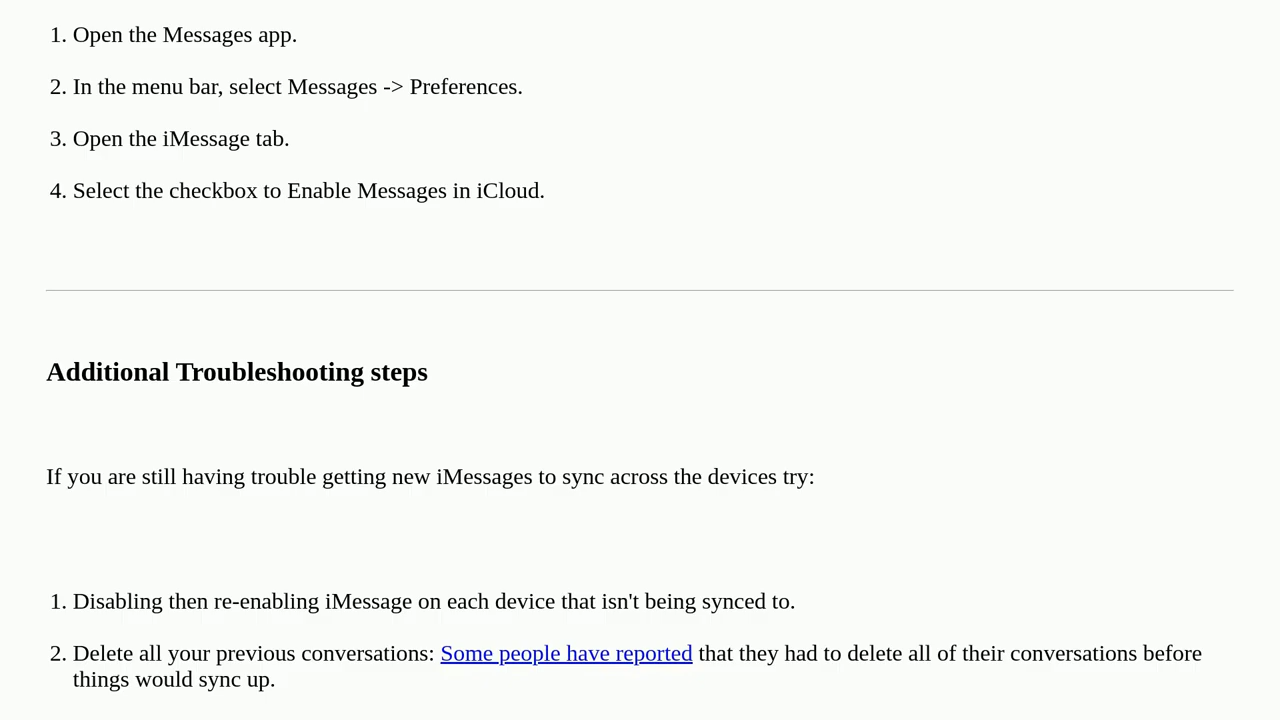 1. Open the Messages app.
2. In the menu bar, select Messages -> Preferences.
3. Open the iMessage tab.
4. Select the checkbox to Enable Messages in iCloud.
Additional Troubleshooting steps
If you are still having trouble getting new iMessages to sync across the devices try:
1. Disabling then re-enabling iMessage on each device that isn't being synced to.
2. Delete all your previous conversations: Some people have reported that they had to delete all of their conversations before
things would sync up.